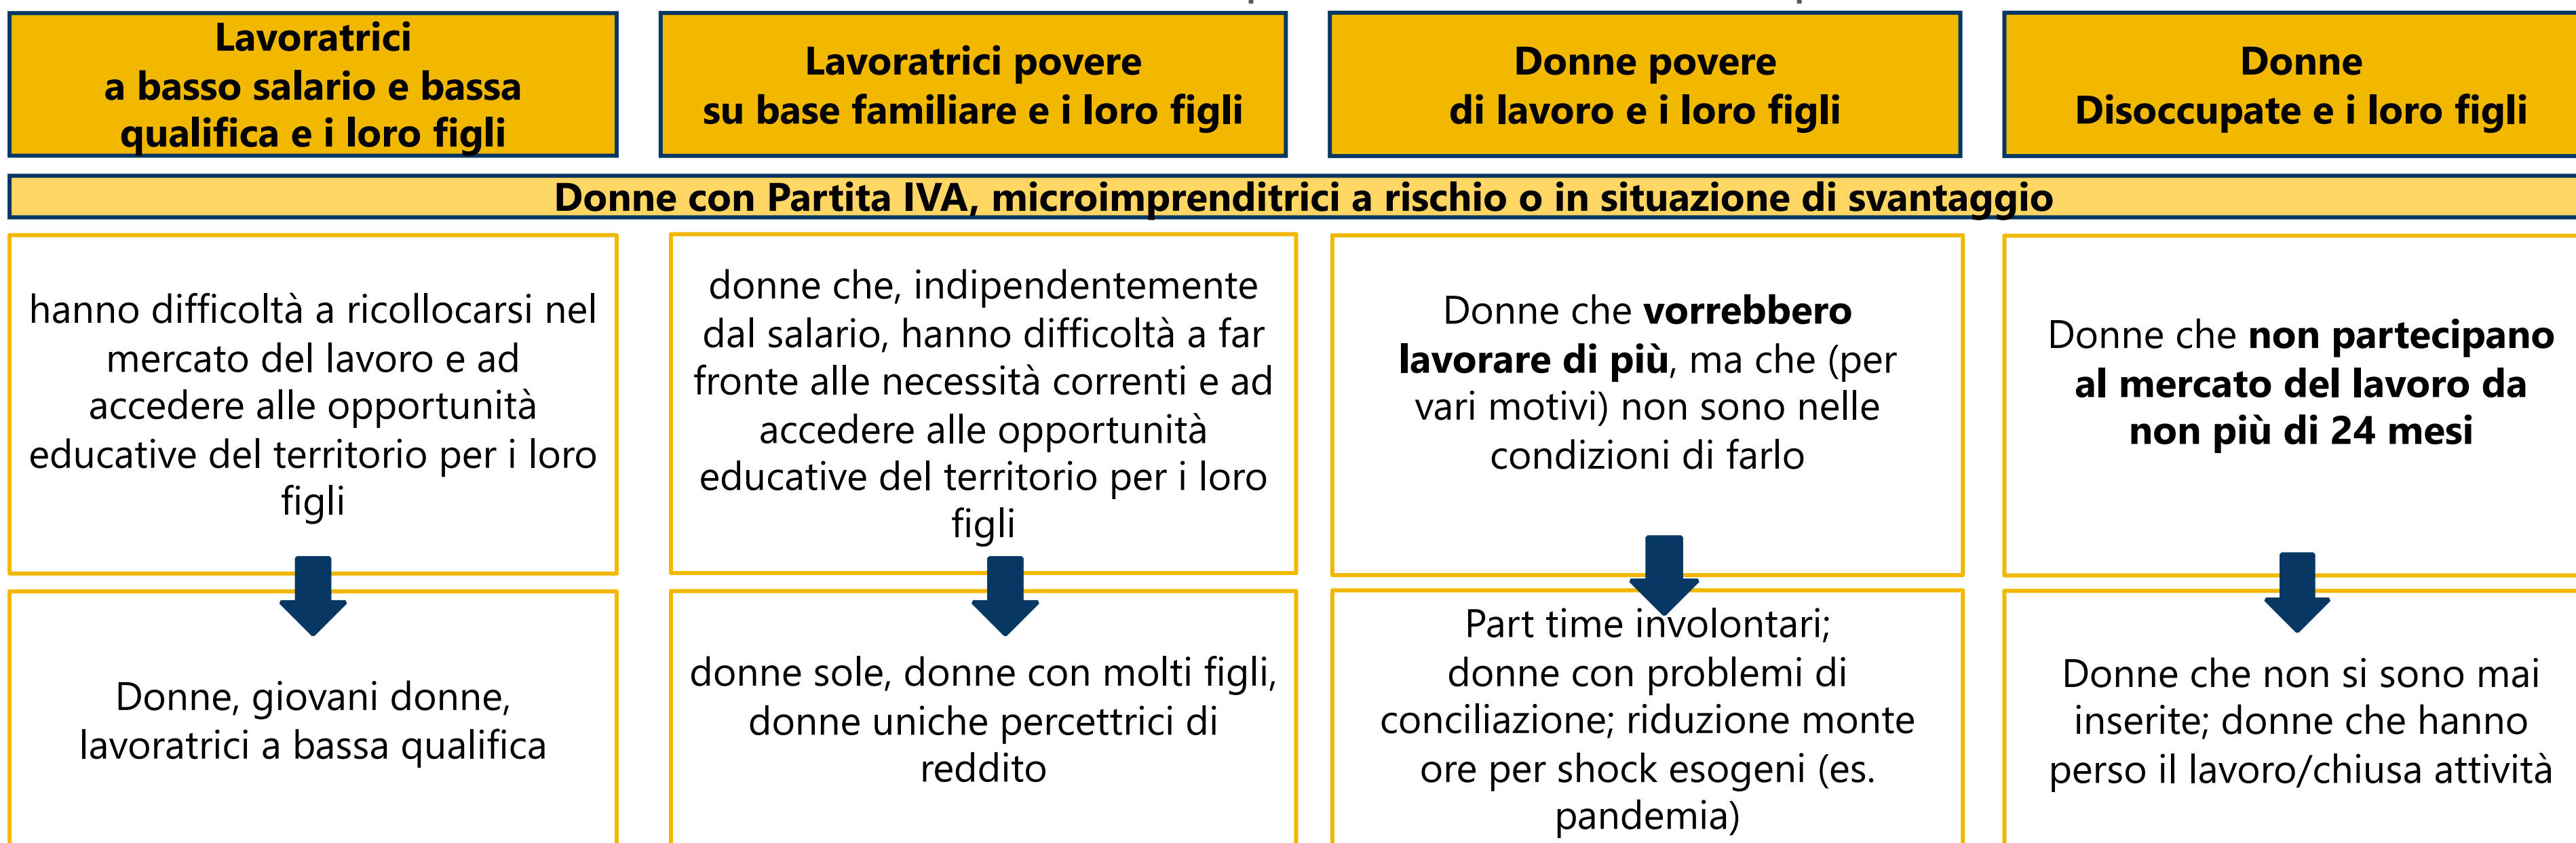 Lavoratrici
a basso salario e bassa
qualifica e i loro figli
Lavoratrici povere
su base familiare e i loro figli
Donne povere
di lavoro e i loro figli
Donne
Disoccupate e i loro figli
Donne con Partita IVA, microimprenditrici a rischio o in situazione di svantaggio
hanno difficoltà a ricollocarsi nel
mercato del lavoro e ad
accedere alle opportunità
educative del territorio per i loro
figli
donne che, indipendentemente
dal salario, hanno difficoltà a far
fronte alle necessità correnti e ad
accedere alle opportunità
educative del territorio per i loro
figli
Donne che vorrebbero
lavorare di più, ma che (per
vari motivi) non sono nelle
condizioni di farlo
Donne che non partecipano
al mercato del lavoro da
non più di 24 mesi
Donne, giovani donne,
lavoratrici a bassa qualifica
donne sole, donne con molti figli,
donne uniche percettrici di
reddito
Part time involontari;
donne con problemi di
conciliazione; riduzione monte
ore per shock esogeni (es.
pandemia)
Donne che non si sono mai
inserite; donne che hanno
perso il lavoro/chiusa attività